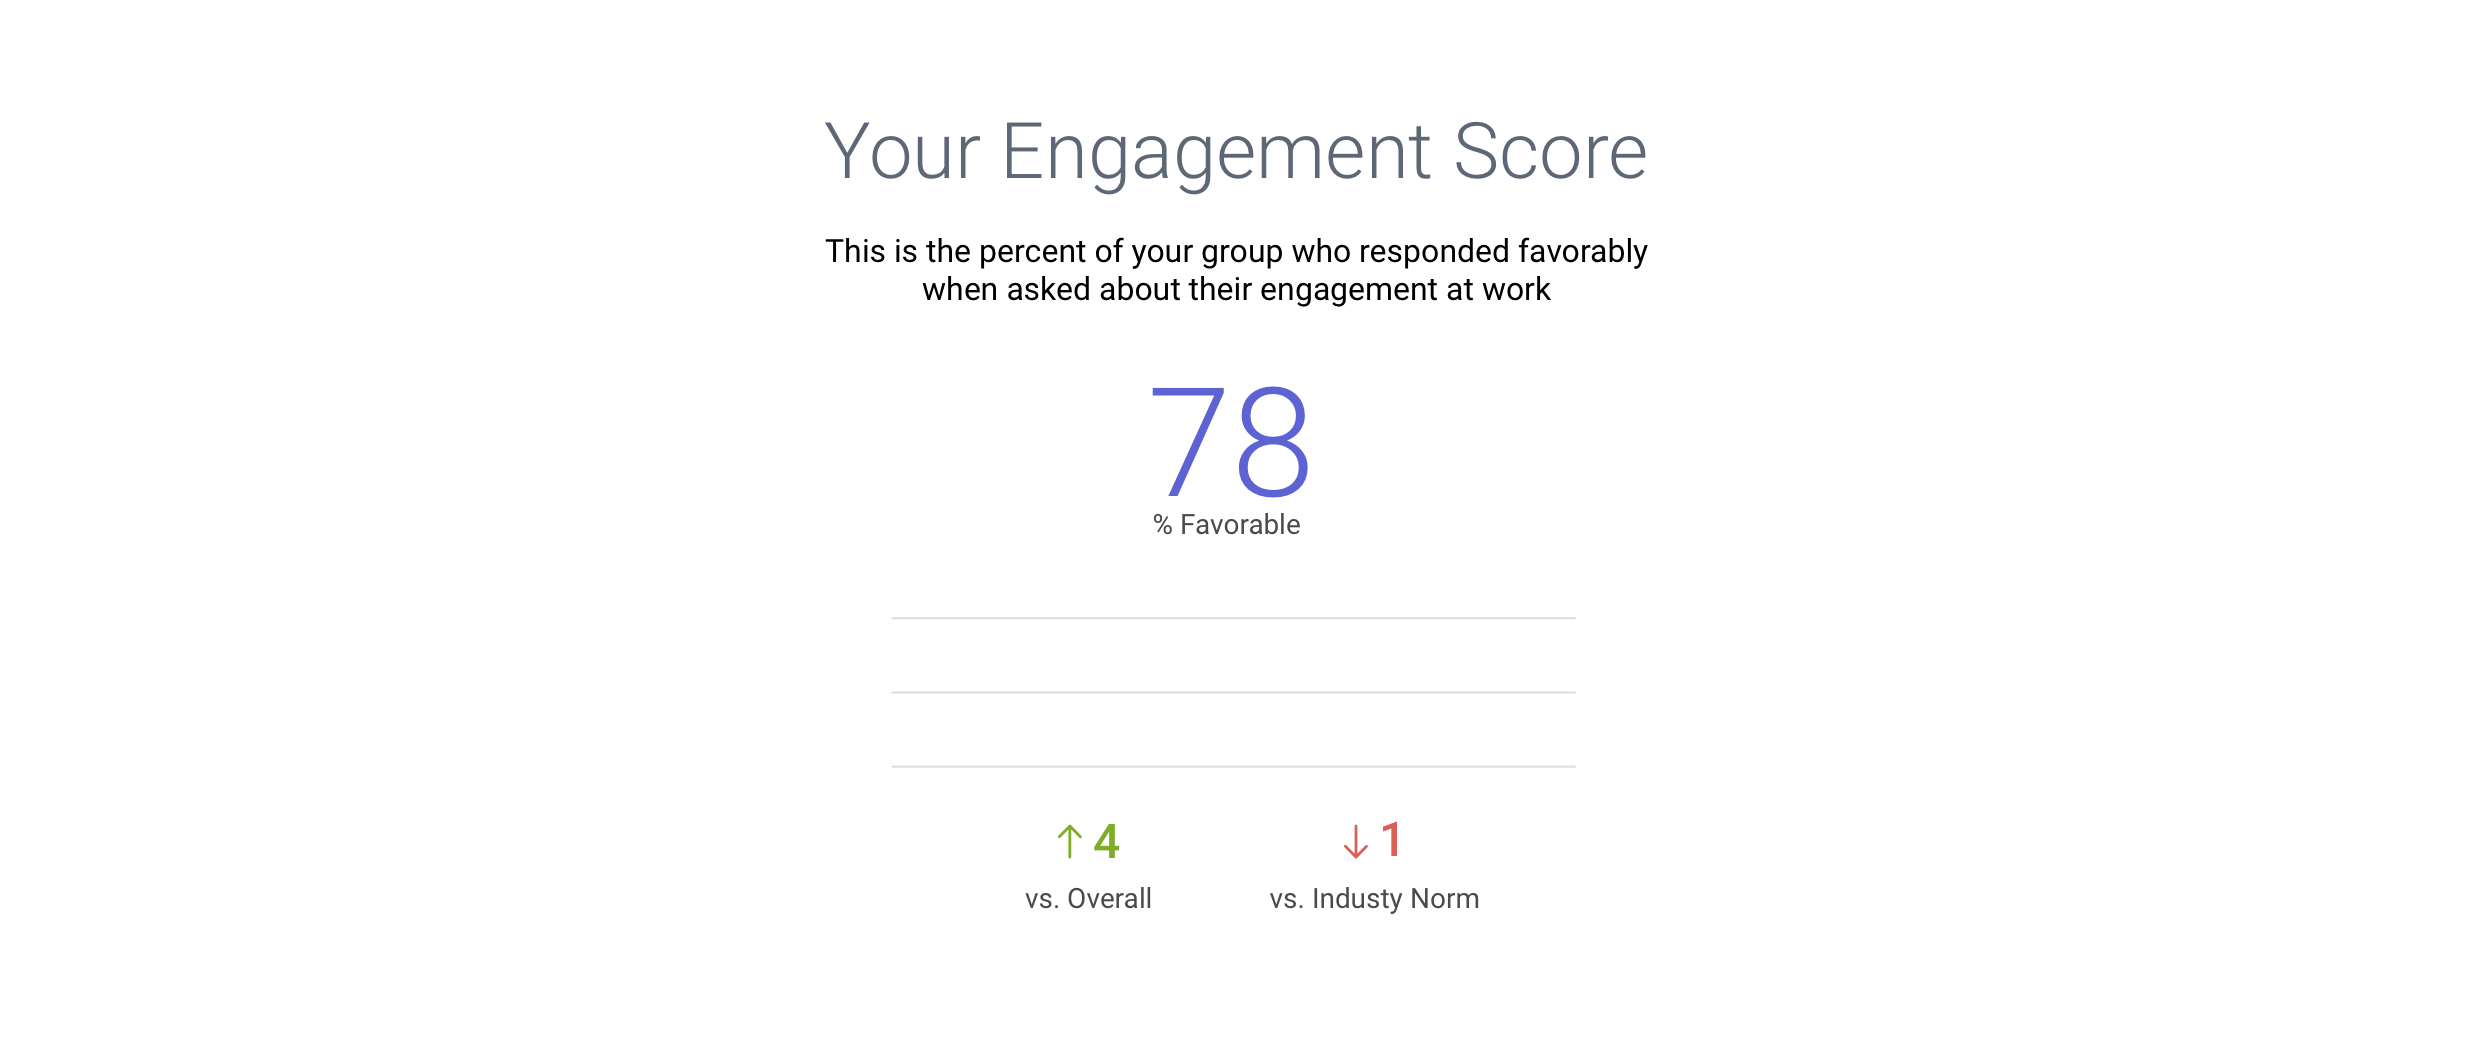 Your Engagement Score
This is the percent of your group who responded favorably
when asked about their engagement at work
78
% Favorable
↑ 4 ↓ 1
vs. Overall vs. Industy Norm